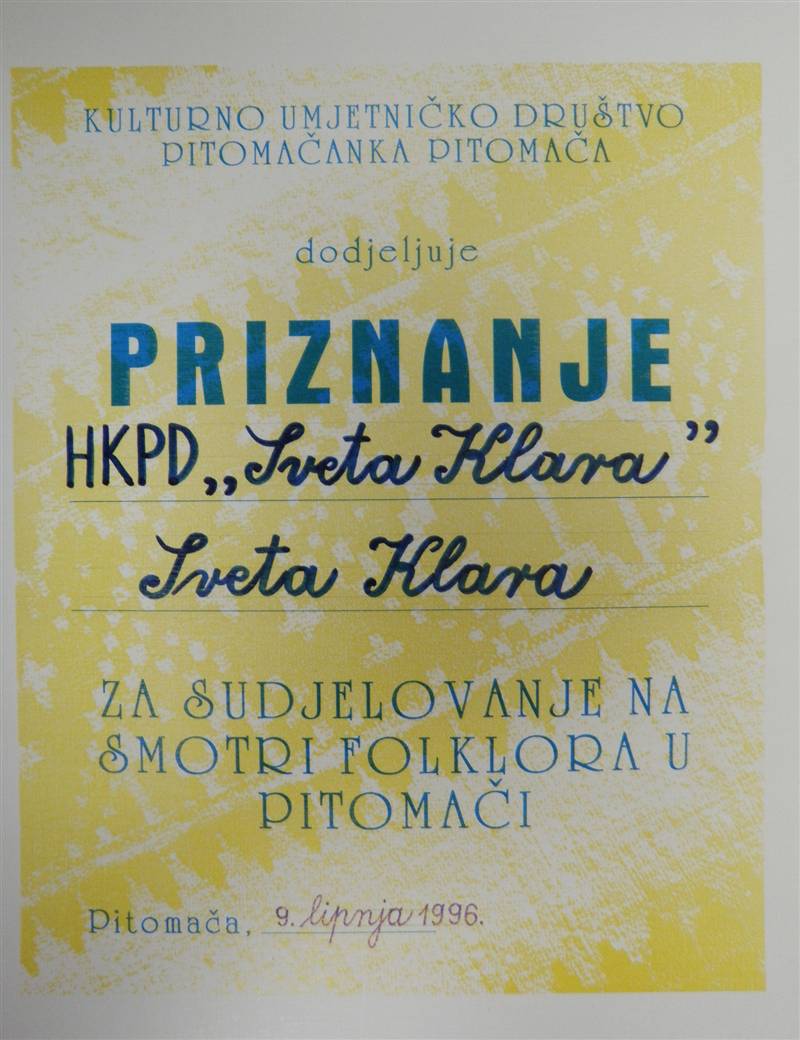 KULTURNO UMJETNIČKO DRUŠTVO
PITOMAČANKA PITOMAČA
dodjeljuje
PRIZNANJE
HKPD „Sveta Klara”
Sveta Klara
ZA SUDJELOVANJE NA
SMOTRI FOLKLORA U
PITOMAČI
Pitomača, 9. lipnja 1996.